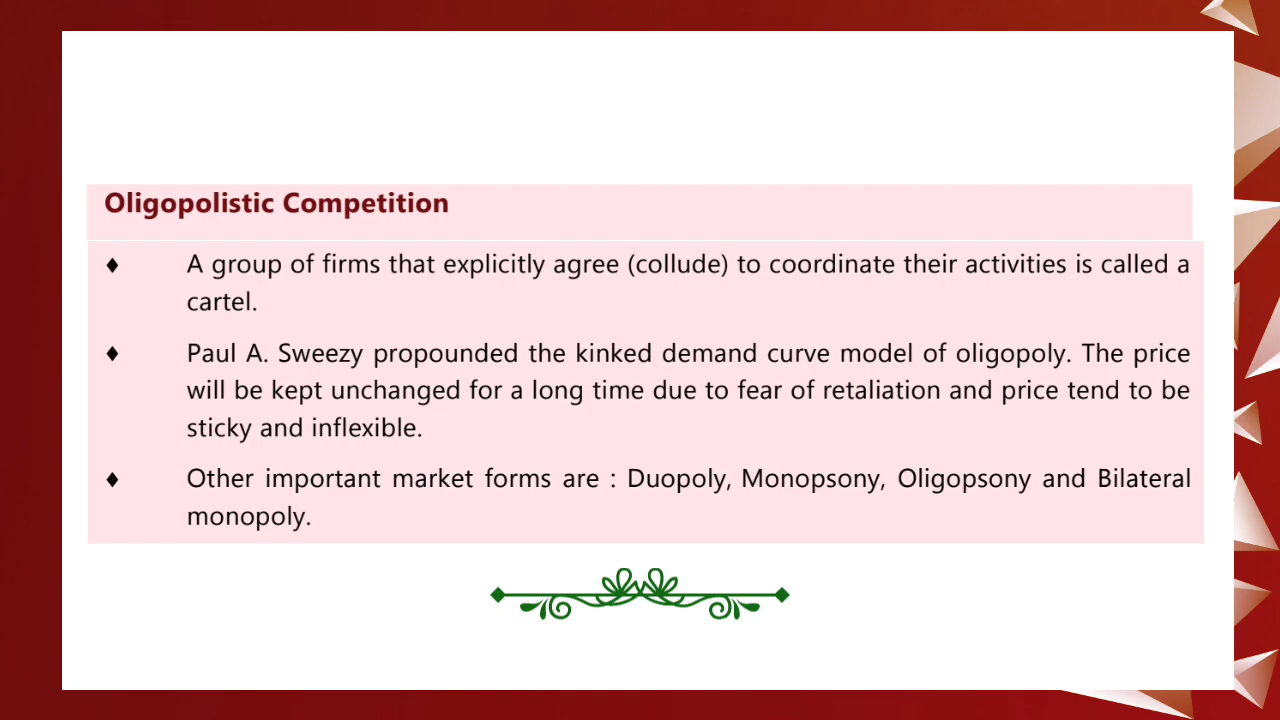 Oligopolistic Competition
♦ A group of firms that explicitly agree (collude) to coordinate their activities is called a
cartel.
♦ Paul A. Sweezy propounded the kinked demand curve model of oligopoly. The price
will be kept unchanged for a long time due to fear of retaliation and price tend to be
sticky and inflexible.
♦ Other important market forms are : Duopoly, Monopsony, Oligopsony and Bilateral
monopoly.